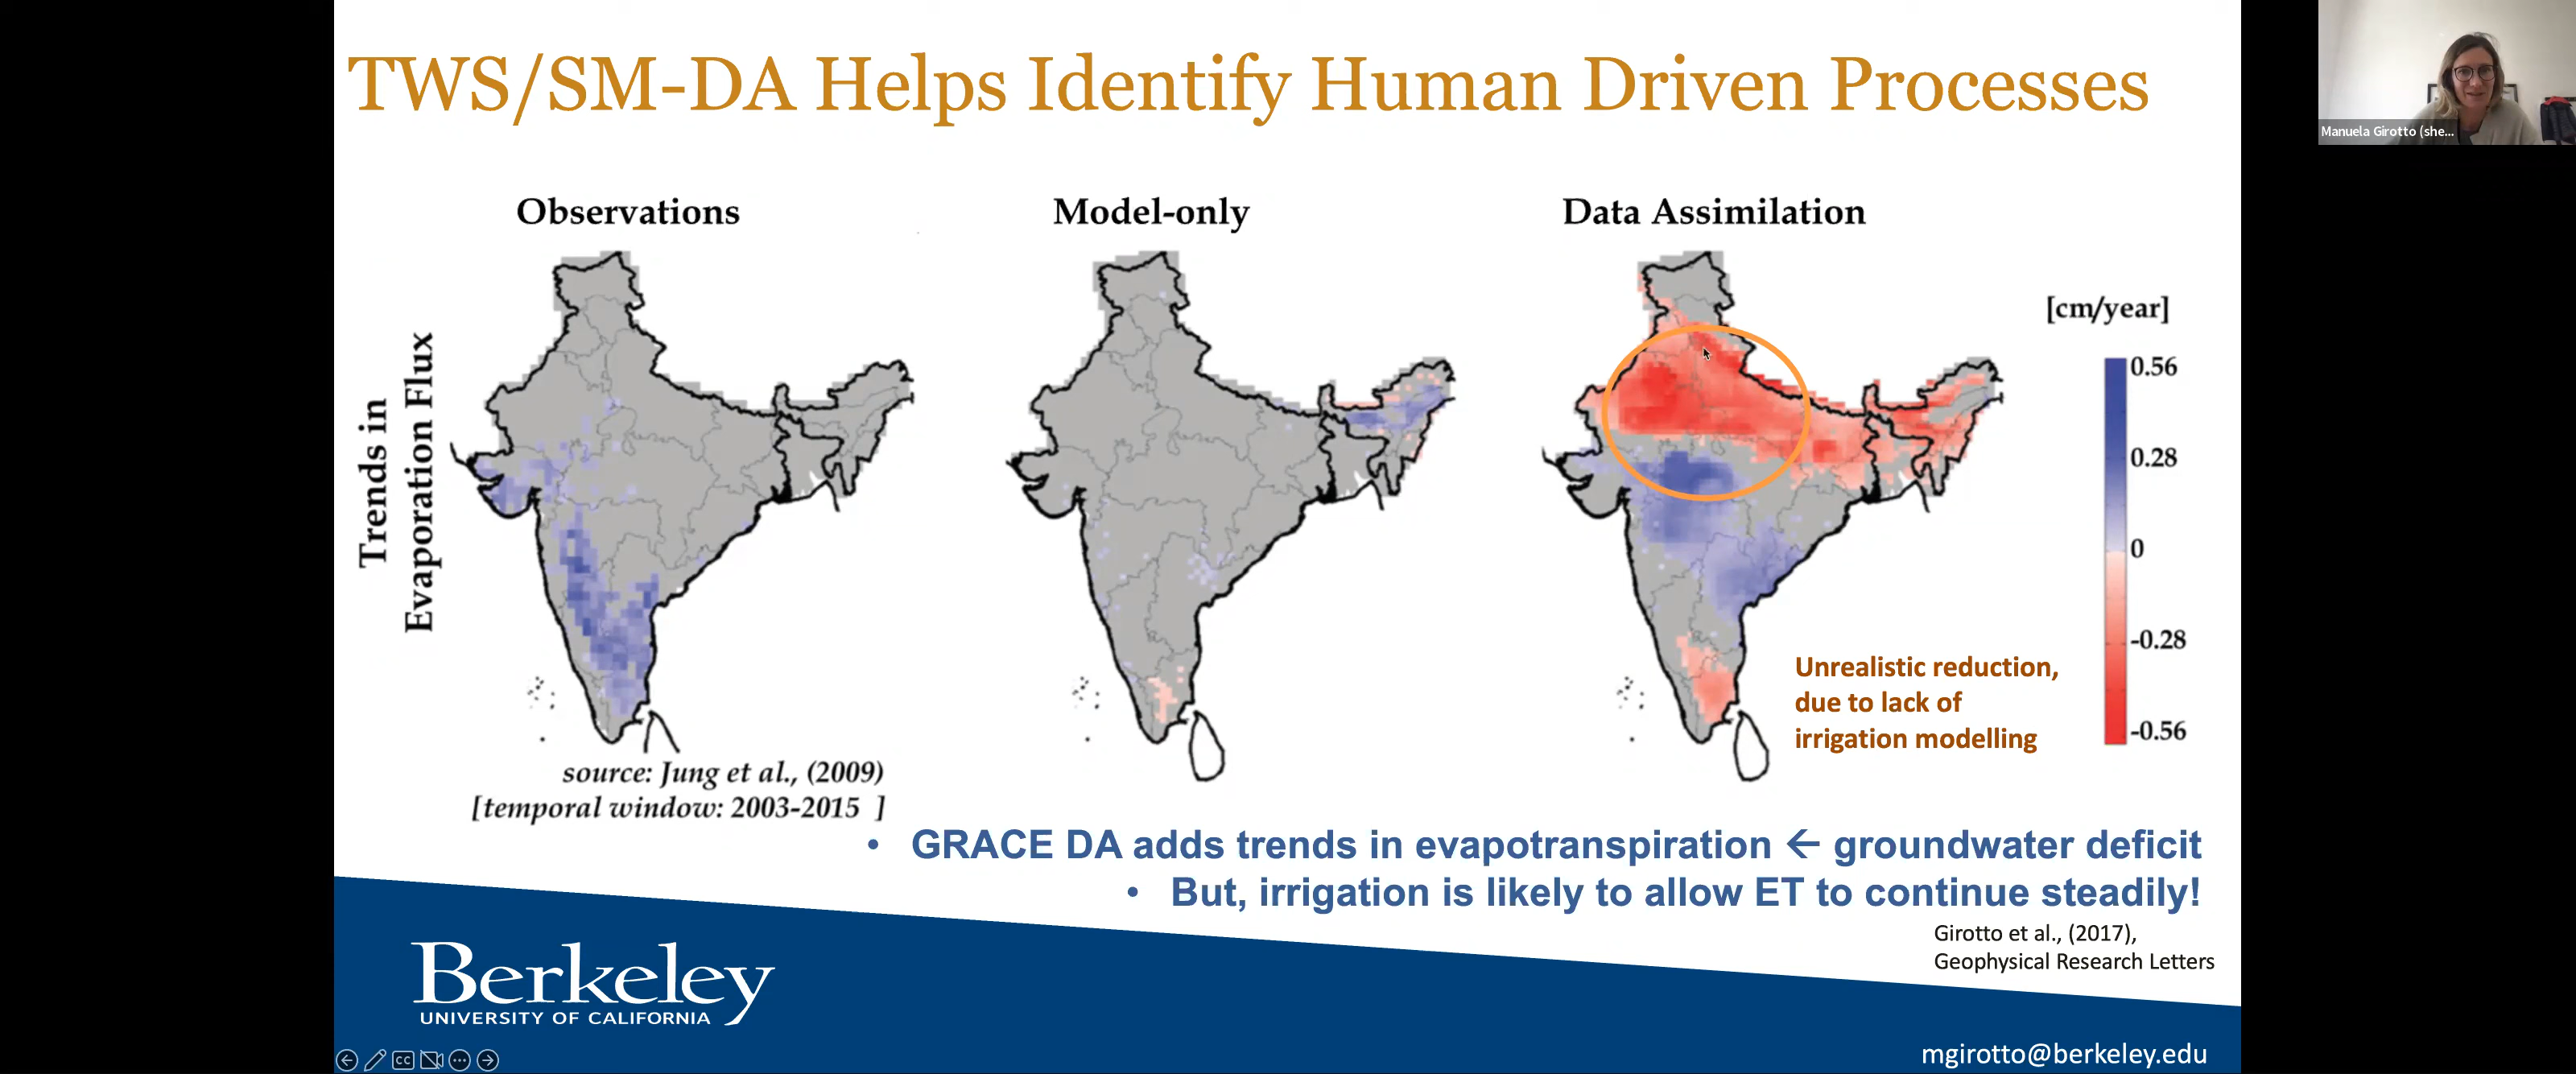 TWS/SM-DA Helps Identify Human Driven Processes
Manuela Girotto (she...
Observations
Model-only
Data Assimilation
Trends in
Evaporation Flux
[cm/year]
0.56
0.28
0
-0.28
-0.56
Unrealistic reduction,
due to lack of
irrigation modelling
source: Jung et al., (2009)
[temporal window: 2003-2015 ]
• GRACE DA adds trends in evapotranspiration ← groundwater deficit
• But, irrigation is likely to allow ET to continue steadily!
Girotto et al., (2017),
Geophysical Research Letters
Berkeley
UNIVERSITY OF CALIFORNIA
mgirotto@berkeley.edu
CC